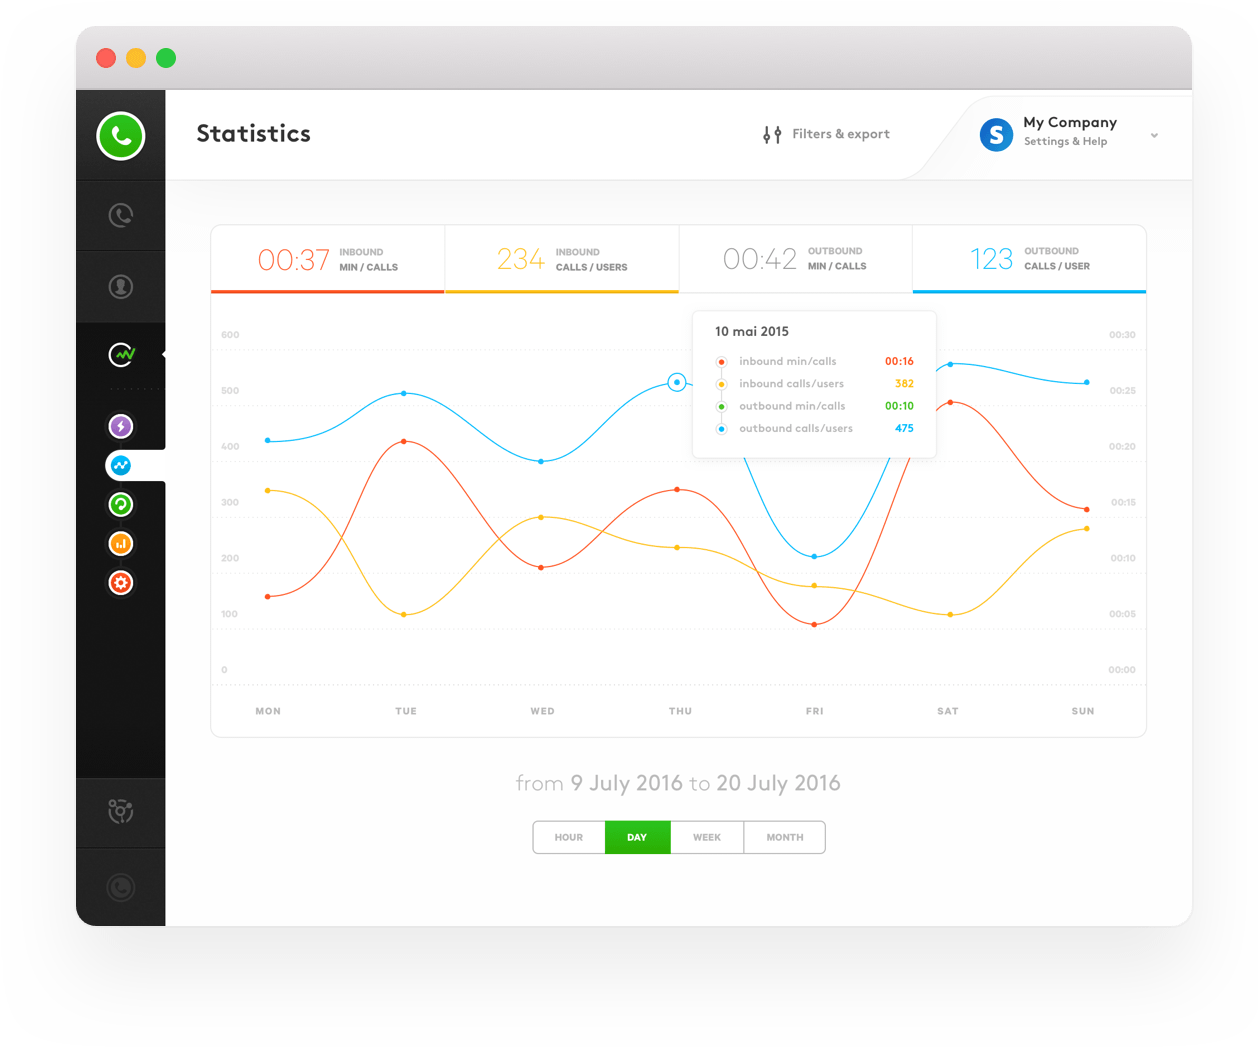 Statistics
Filters & export
S
My Company
Settings & Help
00:37 INBOUND
MIN / CALLS
234 INBOUND
CALLS / USERS
00:42 OUTBOUND
MIN / CALLS
123 OUTBOUND
CALLS / USER
10 mai 2015
inbound min/calls 00:16
inbound calls/users 382
outbound min/calls 00:10
outbound calls/users 475
600 00:30
500 00:25
400 00:20
300 00:15
200 00:10
100 00:05
0 00:00
MON TUE WED THU FRI SAT SUN
from 9 July 2016 to 20 July 2016
HOUR DAY WEEK MONTH